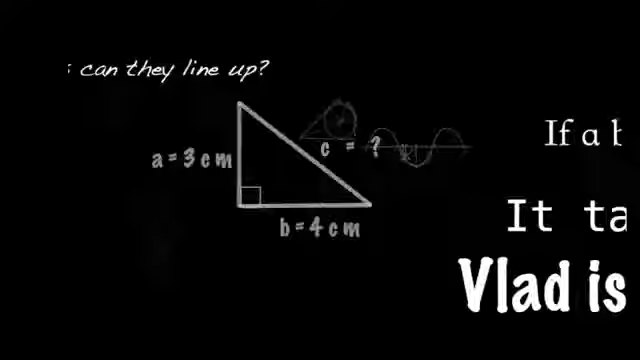 can they line up?
a = 3 cm
c = ?
b = 4 cm
If a
It ta
Vlad is